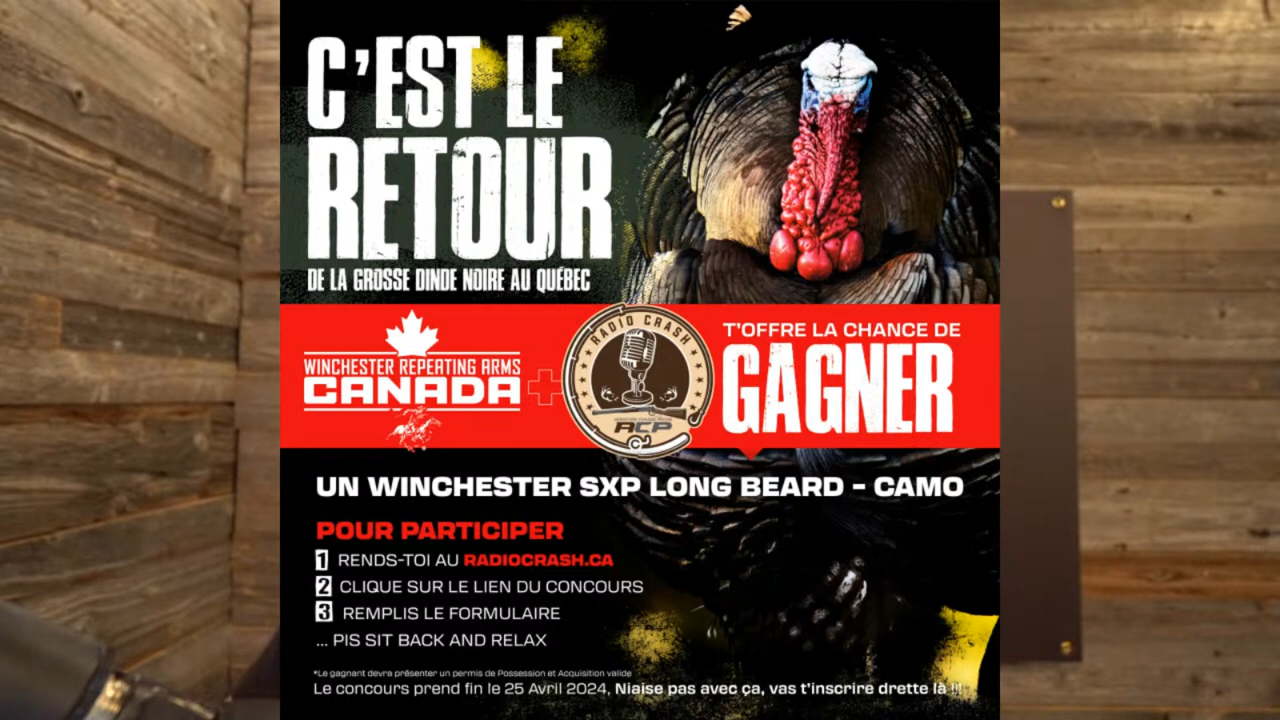 C'EST LE
RETOUR
DE LA GROSSE DINDE NOIRE AU QUÉBEC
WINCHESTER REPEATING ARMS
CANADA
RADIO CRASH
ACP
T'OFFRE LA CHANCE DE
GAGNER
UN WINCHESTER SXP LONG BEARD - CAMO
POUR PARTICIPER
1 RENDS-TOI AU RADIOCRASH.CA
2 CLIQUE SUR LE LIEN DU CONCOURS
3 REMPLIS LE FORMULAIRE
... PIS SIT BACK AND RELAX
*Le gagnant devra présenter un permis de Possession et Acquisition valide
Le concours prend fin le 25 Avril 2024, Niaise pas avec ça, vas t'inscrire drette là !!!